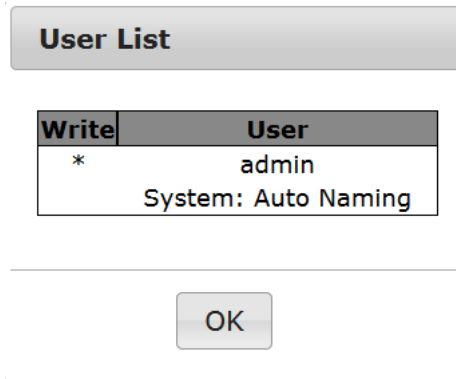 User List
Write User
* admin
System: Auto Naming
OK